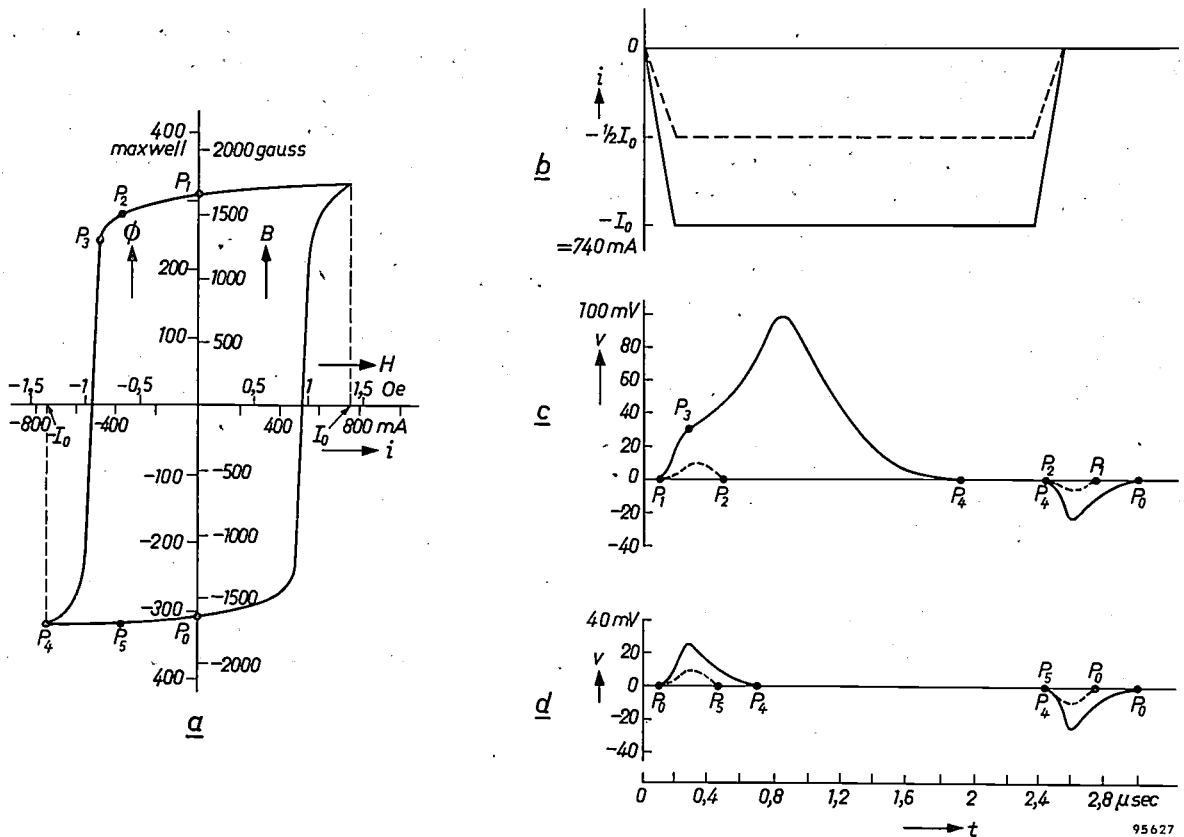 400
maxwell
2000 gauss
P1
P2
1500
P3
ϕ
B
200
1000
100
500
H
-1,5
-1
-0,5
0,5
1
1,5 Oe
-800
-I0
-400
400
I0
800 mA
i
-100
-500
-200
-1000
-300
-1500
P4
P5
P0
400
-2000
a
0
i
-½I0
b
-I0
=740 mA
100 mV
v
80
60
40
P3
c
20
0
P1
P2
P4
P2
P1
P4
P0
-20
-40
40 mV
v
20
0
d
P0
P5
P4
P5
P0
P4
P0
-20
-40
0
0,4
0,8
1,2
1,6
2
2,4
2,8 μsec
t
95627